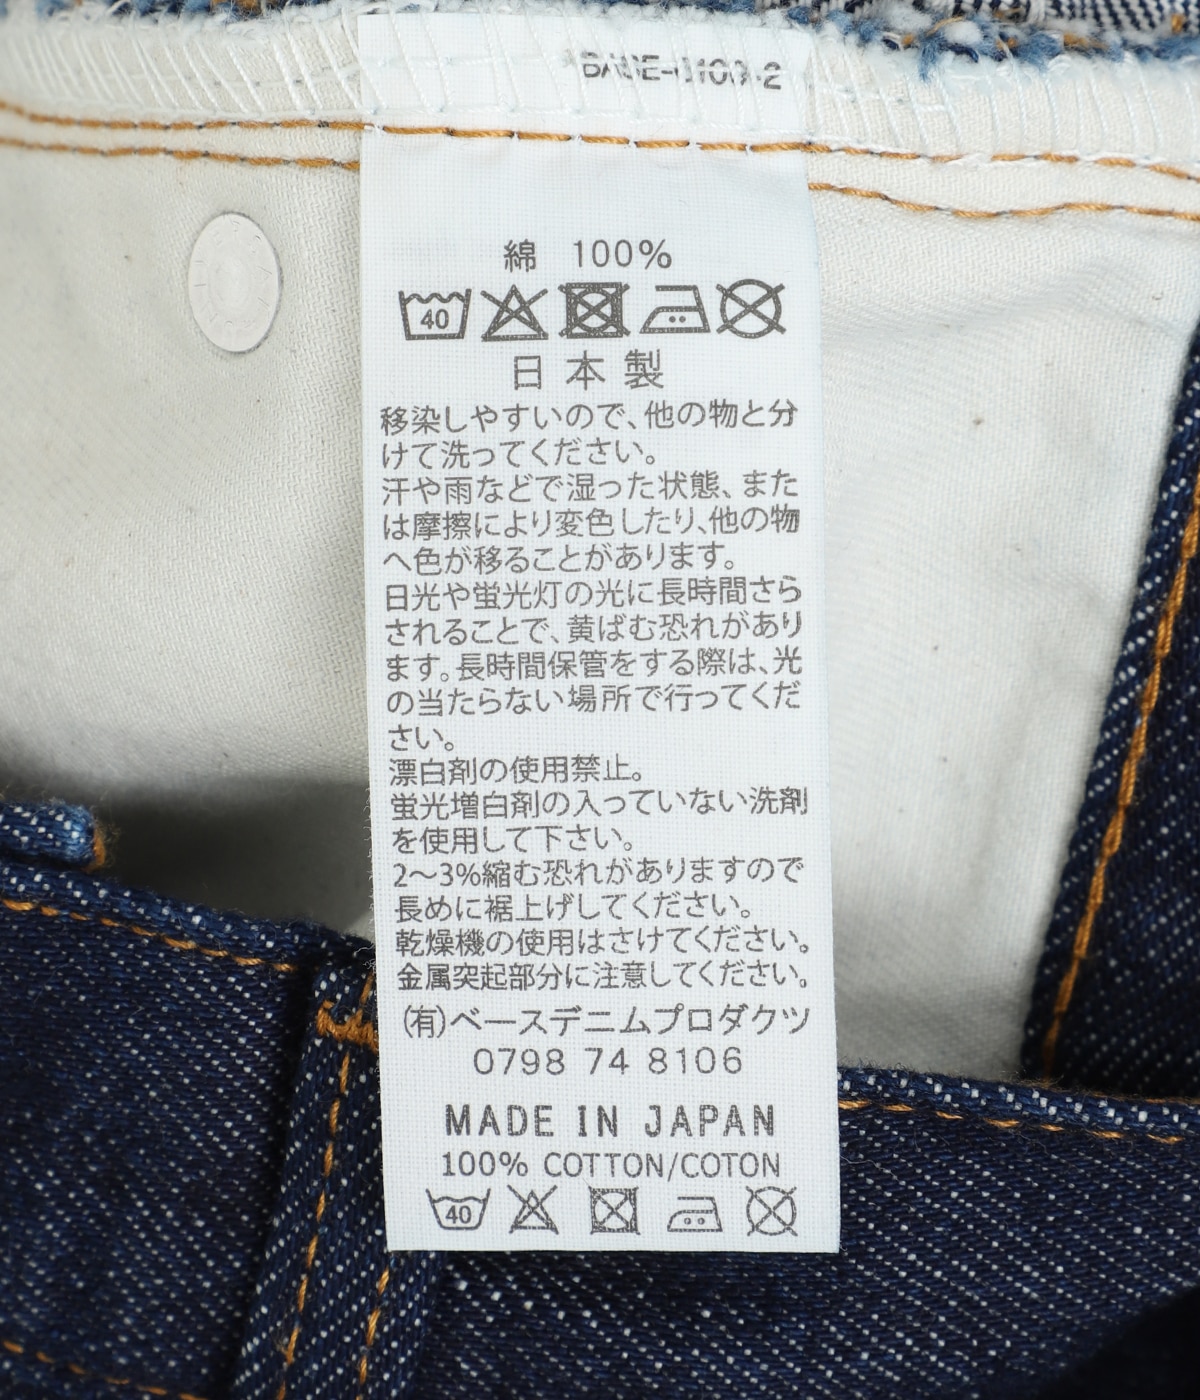 綿 100%
40
日本製
移染しやすいので、他の物と分
けて洗ってください。
汗や雨などで湿った状態、また
は摩擦により変色したり、他の物
へ色が移ることがあります。
日光や蛍光灯の光に長時間さら
されることで、黄ばむ恐れがあり
ます。長時間保管をする際は、光
の当たらない場所で行ってくだ
さい。
漂白剤の使用禁止。
蛍光増白剤の入っていない洗剤
を使用して下さい。
2〜3%縮む恐れがありますので
長めに裾上げしてください。
乾燥機の使用はさけてください。
金属突起部分に注意してください。
(有)ベースデニムプロダクツ
0798 74 8106
MADE IN JAPAN
100% COTTON/COTON
40